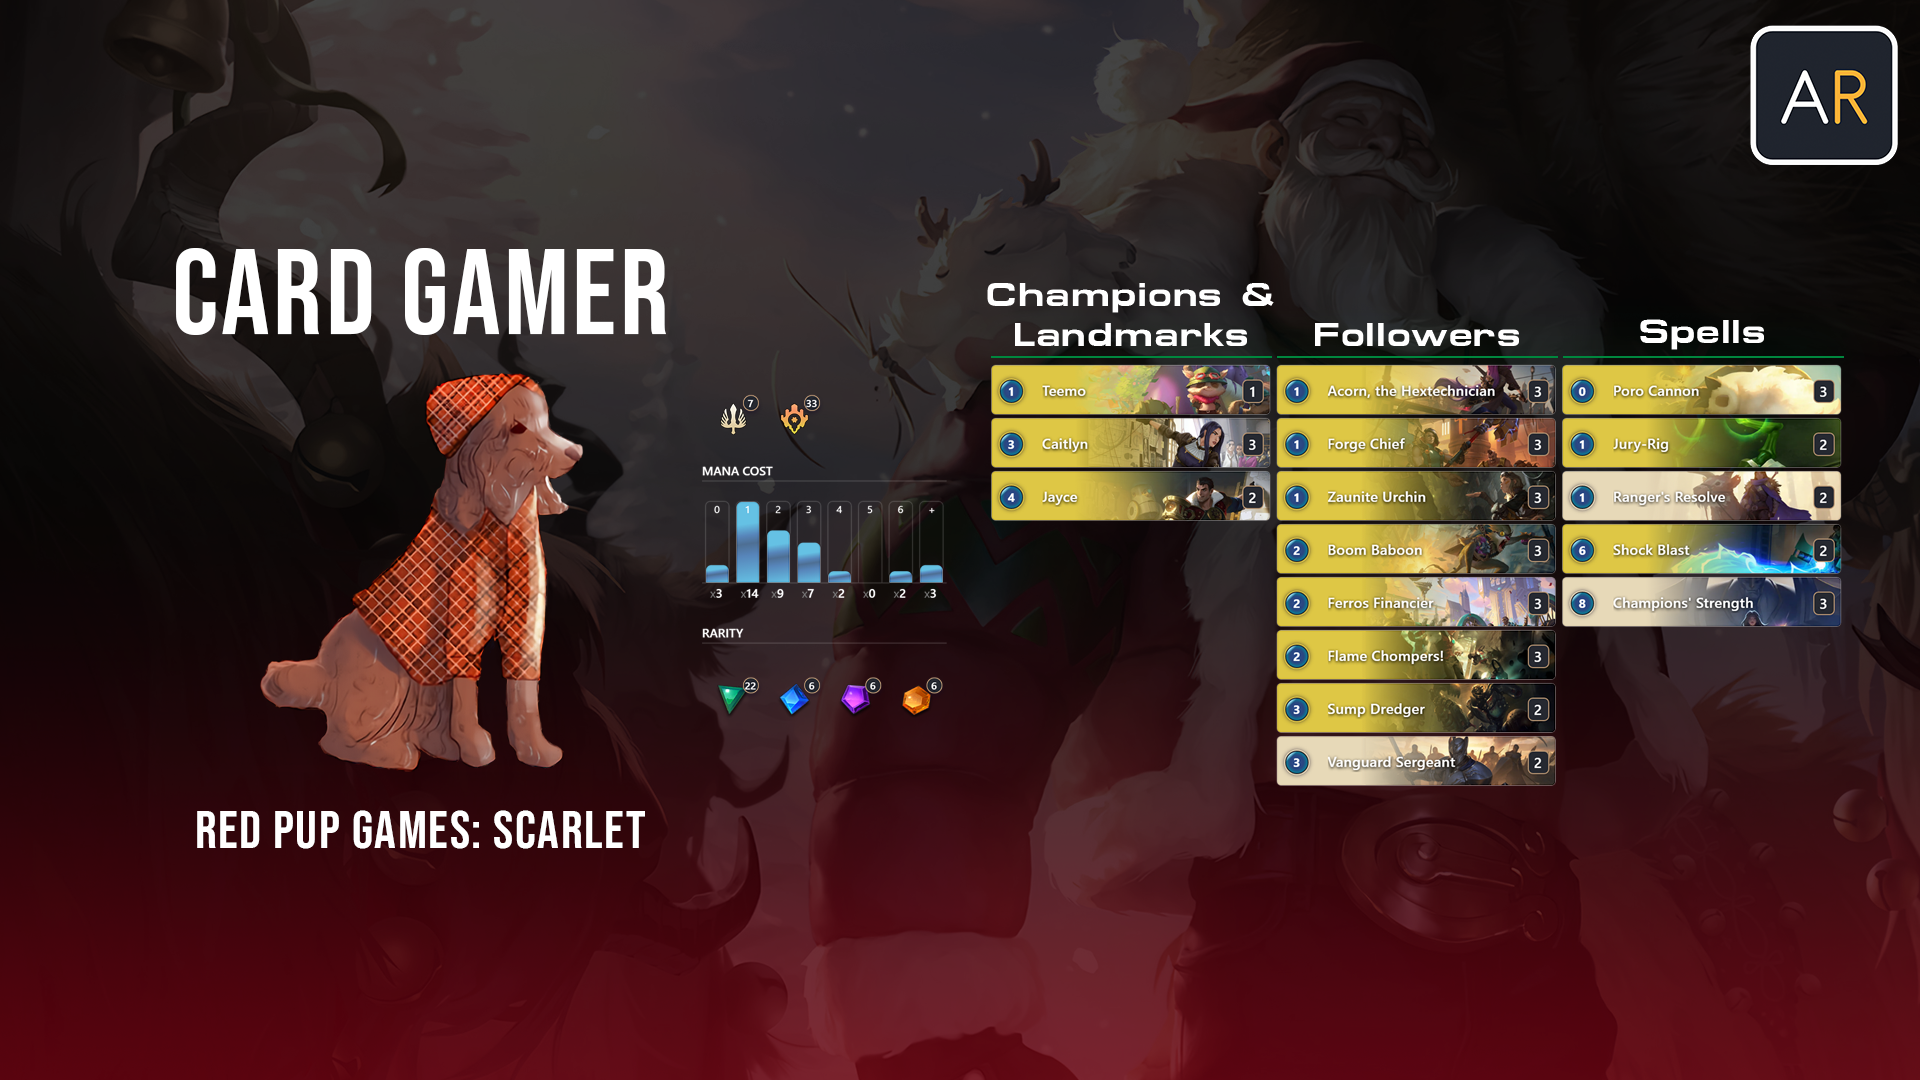 AR
CARD GAMER
RED PUP GAMES: SCARLET
7 33
MANA COST
0 1 2 3 4 5 6 +
x3 x14 x9 x7 x2 x0 x2 x3
RARITY
22 6 6 6
Champions &
Landmarks
1 Teemo 1
3 Caitlyn 3
4 Jayce 2
Followers
1 Acorn, the Hextechnician 3
1 Forge Chief 3
1 Zaunite Urchin 3
2 Boom Baboon 3
2 Ferros Financier 3
2 Flame Chompers! 3
3 Sump Dredger 2
3 Vanguard Sergeant 2
Spells
0 Poro Cannon 3
1 Jury-Rig 2
1 Ranger's Resolve 2
6 Shock Blast 2
8 Champions' Strength 3